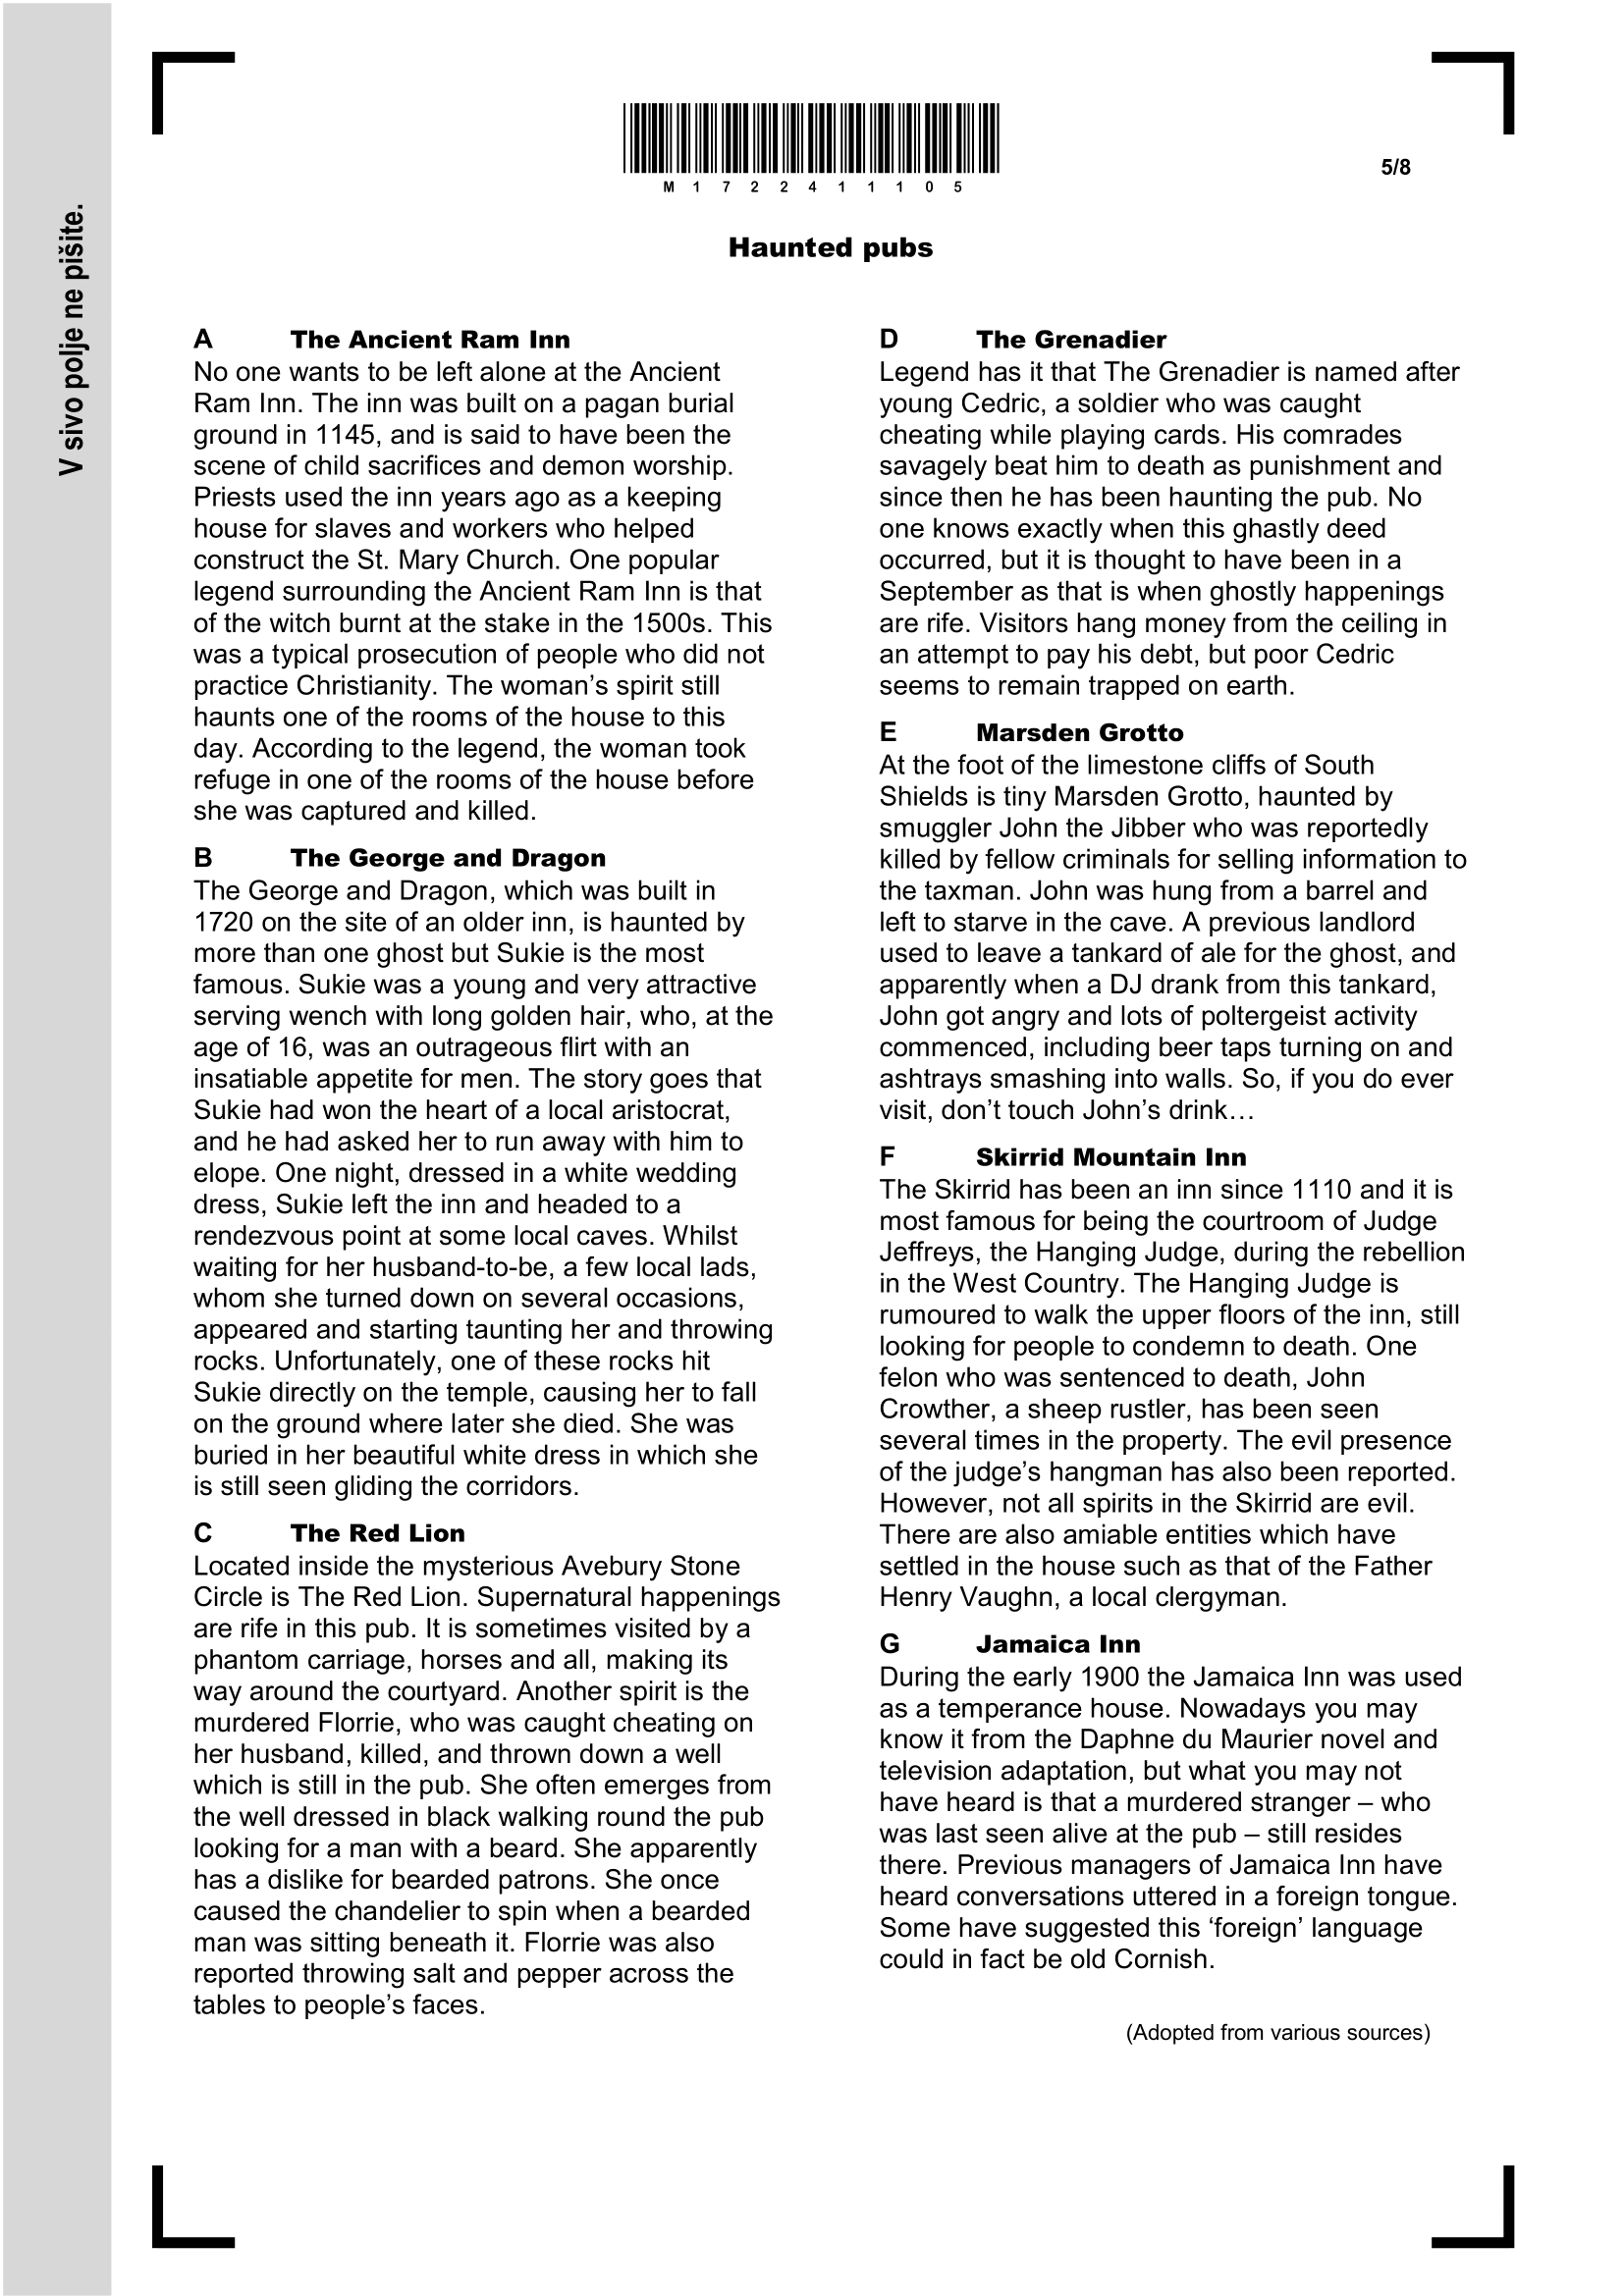 V sivo polje ne pišite.
M 1 7 2 2 4 1 1 1 0 5
5/8
Haunted pubs
A The Ancient Ram Inn
No one wants to be left alone at the Ancient
Ram Inn. The inn was built on a pagan burial
ground in 1145, and is said to have been the
scene of child sacrifices and demon worship.
Priests used the inn years ago as a keeping
house for slaves and workers who helped
construct the St. Mary Church. One popular
legend surrounding the Ancient Ram Inn is that
of the witch burnt at the stake in the 1500s. This
was a typical prosecution of people who did not
practice Christianity. The woman’s spirit still
haunts one of the rooms of the house to this
day. According to the legend, the woman took
refuge in one of the rooms of the house before
she was captured and killed.
B The George and Dragon
The George and Dragon, which was built in
1720 on the site of an older inn, is haunted by
more than one ghost but Sukie is the most
famous. Sukie was a young and very attractive
serving wench with long golden hair, who, at the
age of 16, was an outrageous flirt with an
insatiable appetite for men. The story goes that
Sukie had won the heart of a local aristocrat,
and he had asked her to run away with him to
elope. One night, dressed in a white wedding
dress, Sukie left the inn and headed to a
rendezvous point at some local caves. Whilst
waiting for her husband-to-be, a few local lads,
whom she turned down on several occasions,
appeared and starting taunting her and throwing
rocks. Unfortunately, one of these rocks hit
Sukie directly on the temple, causing her to fall
on the ground where later she died. She was
buried in her beautiful white dress in which she
is still seen gliding the corridors.
C The Red Lion
Located inside the mysterious Avebury Stone
Circle is The Red Lion. Supernatural happenings
are rife in this pub. It is sometimes visited by a
phantom carriage, horses and all, making its
way around the courtyard. Another spirit is the
murdered Florrie, who was caught cheating on
her husband, killed, and thrown down a well
which is still in the pub. She often emerges from
the well dressed in black walking round the pub
looking for a man with a beard. She apparently
has a dislike for bearded patrons. She once
caused the chandelier to spin when a bearded
man was sitting beneath it. Florrie was also
reported throwing salt and pepper across the
tables to people’s faces.
D The Grenadier
Legend has it that The Grenadier is named after
young Cedric, a soldier who was caught
cheating while playing cards. His comrades
savagely beat him to death as punishment and
since then he has been haunting the pub. No
one knows exactly when this ghastly deed
occurred, but it is thought to have been in a
September as that is when ghostly happenings
are rife. Visitors hang money from the ceiling in
an attempt to pay his debt, but poor Cedric
seems to remain trapped on earth.
E Marsden Grotto
At the foot of the limestone cliffs of South
Shields is tiny Marsden Grotto, haunted by
smuggler John the Jibber who was reportedly
killed by fellow criminals for selling information to
the taxman. John was hung from a barrel and
left to starve in the cave. A previous landlord
used to leave a tankard of ale for the ghost, and
apparently when a DJ drank from this tankard,
John got angry and lots of poltergeist activity
commenced, including beer taps turning on and
ashtrays smashing into walls. So, if you do ever
visit, don’t touch John’s drink…
F Skirrid Mountain Inn
The Skirrid has been an inn since 1110 and it is
most famous for being the courtroom of Judge
Jeffreys, the Hanging Judge, during the rebellion
in the West Country. The Hanging Judge is
rumoured to walk the upper floors of the inn, still
looking for people to condemn to death. One
felon who was sentenced to death, John
Crowther, a sheep rustler, has been seen
several times in the property. The evil presence
of the judge’s hangman has also been reported.
However, not all spirits in the Skirrid are evil.
There are also amiable entities which have
settled in the house such as that of the Father
Henry Vaughn, a local clergyman.
G Jamaica Inn
During the early 1900 the Jamaica Inn was used
as a temperance house. Nowadays you may
know it from the Daphne du Maurier novel and
television adaptation, but what you may not
have heard is that a murdered stranger – who
was last seen alive at the pub – still resides
there. Previous managers of Jamaica Inn have
heard conversations uttered in a foreign tongue.
Some have suggested this ‘foreign’ language
could in fact be old Cornish.
(Adopted from various sources)